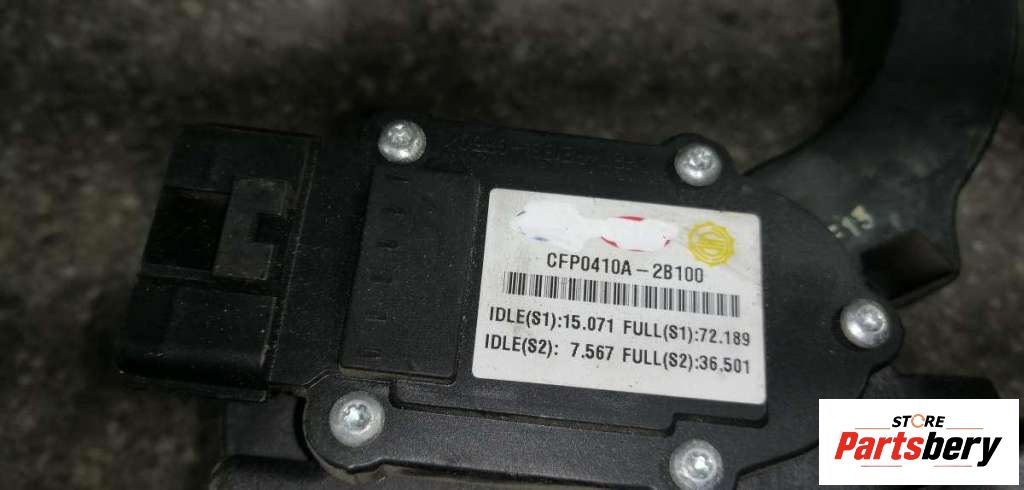 CFP0410A-2B100
IDLE(S1):15.071 FULL(S1):72.189
IDLE(S2): 7.567 FULL(S2):36.501
E13
STORE
Partsbery